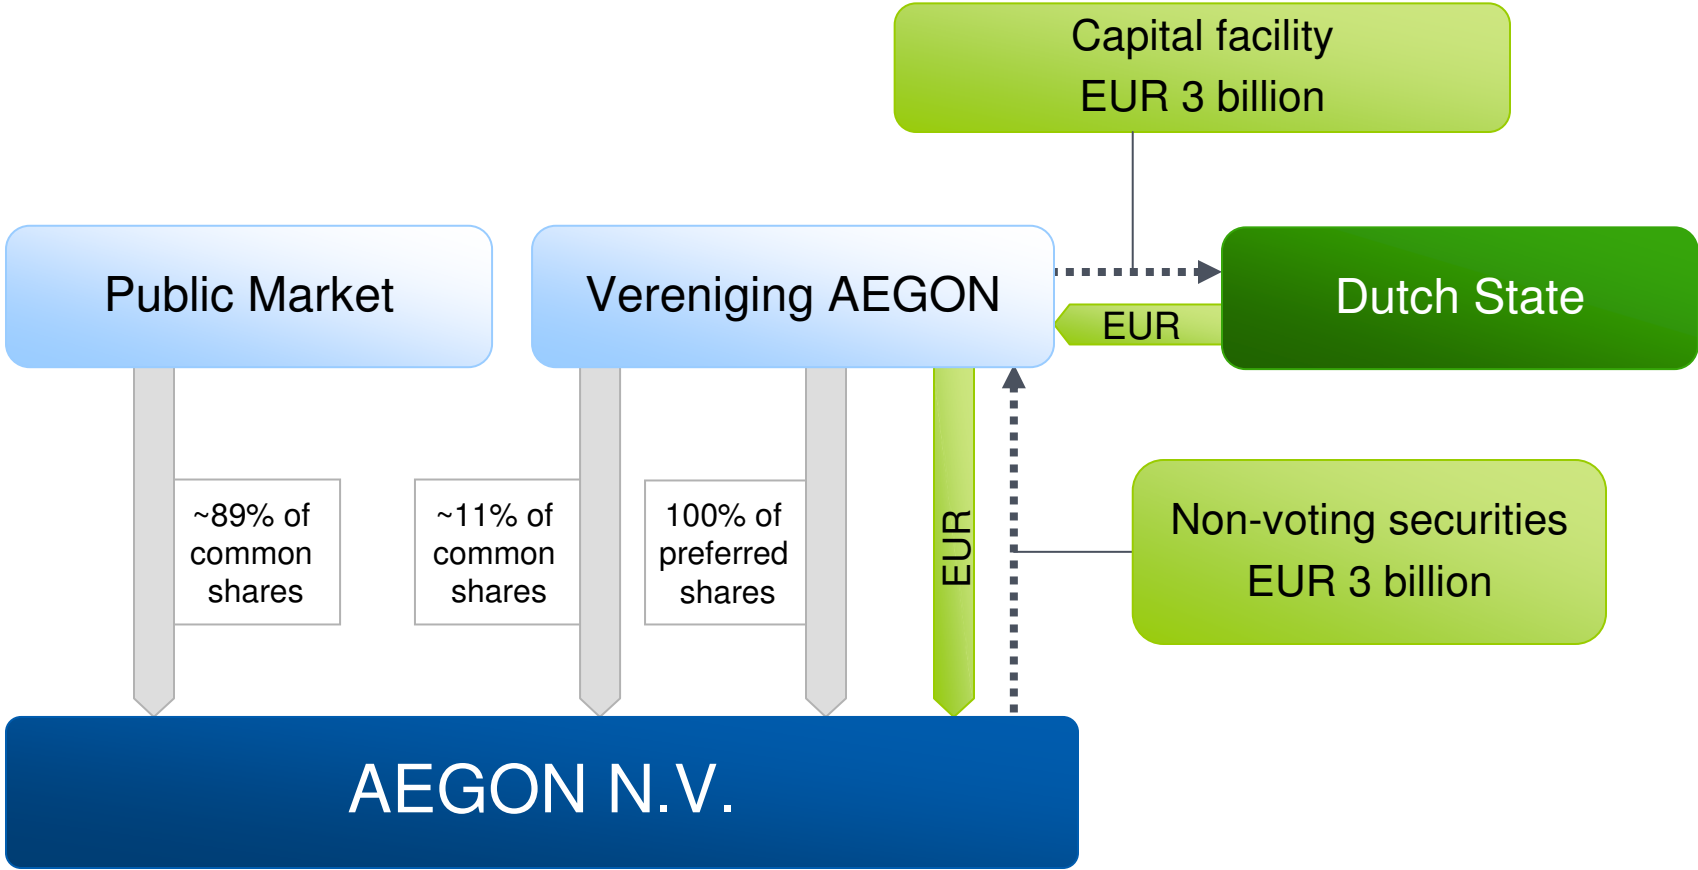 Capital facility
EUR 3 billion
Public Market
Vereniging AEGON
Dutch State
EUR
~89% of
common
shares
~11% of
common
shares
100% of
preferred
shares
EUR
Non-voting securities
EUR 3 billion
AEGON N.V.